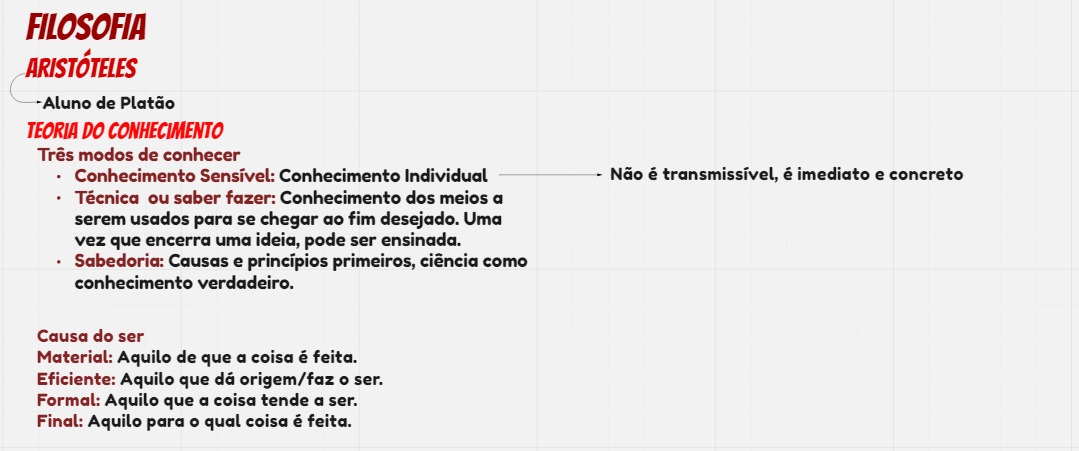 FILOSOFIA
ARISTÓTELES
Aluno de Platão
TEORIA DO CONHECIMENTO
Três modos de conhecer
• Conhecimento Sensível: Conhecimento Individual
Não é transmissível, é imediato e concreto
• Técnica ou saber fazer: Conhecimento dos meios a
serem usados para se chegar ao fim desejado. Uma
vez que encerra uma ideia, pode ser ensinada.
• Sabedoria: Causas e princípios primeiros, ciência como
conhecimento verdadeiro.
Causa do ser
Material: Aquilo de que a coisa é feita.
Eficiente: Aquilo que dá origem/faz o ser.
Formal: Aquilo que a coisa tende a ser.
Final: Aquilo para o qual coisa é feita.